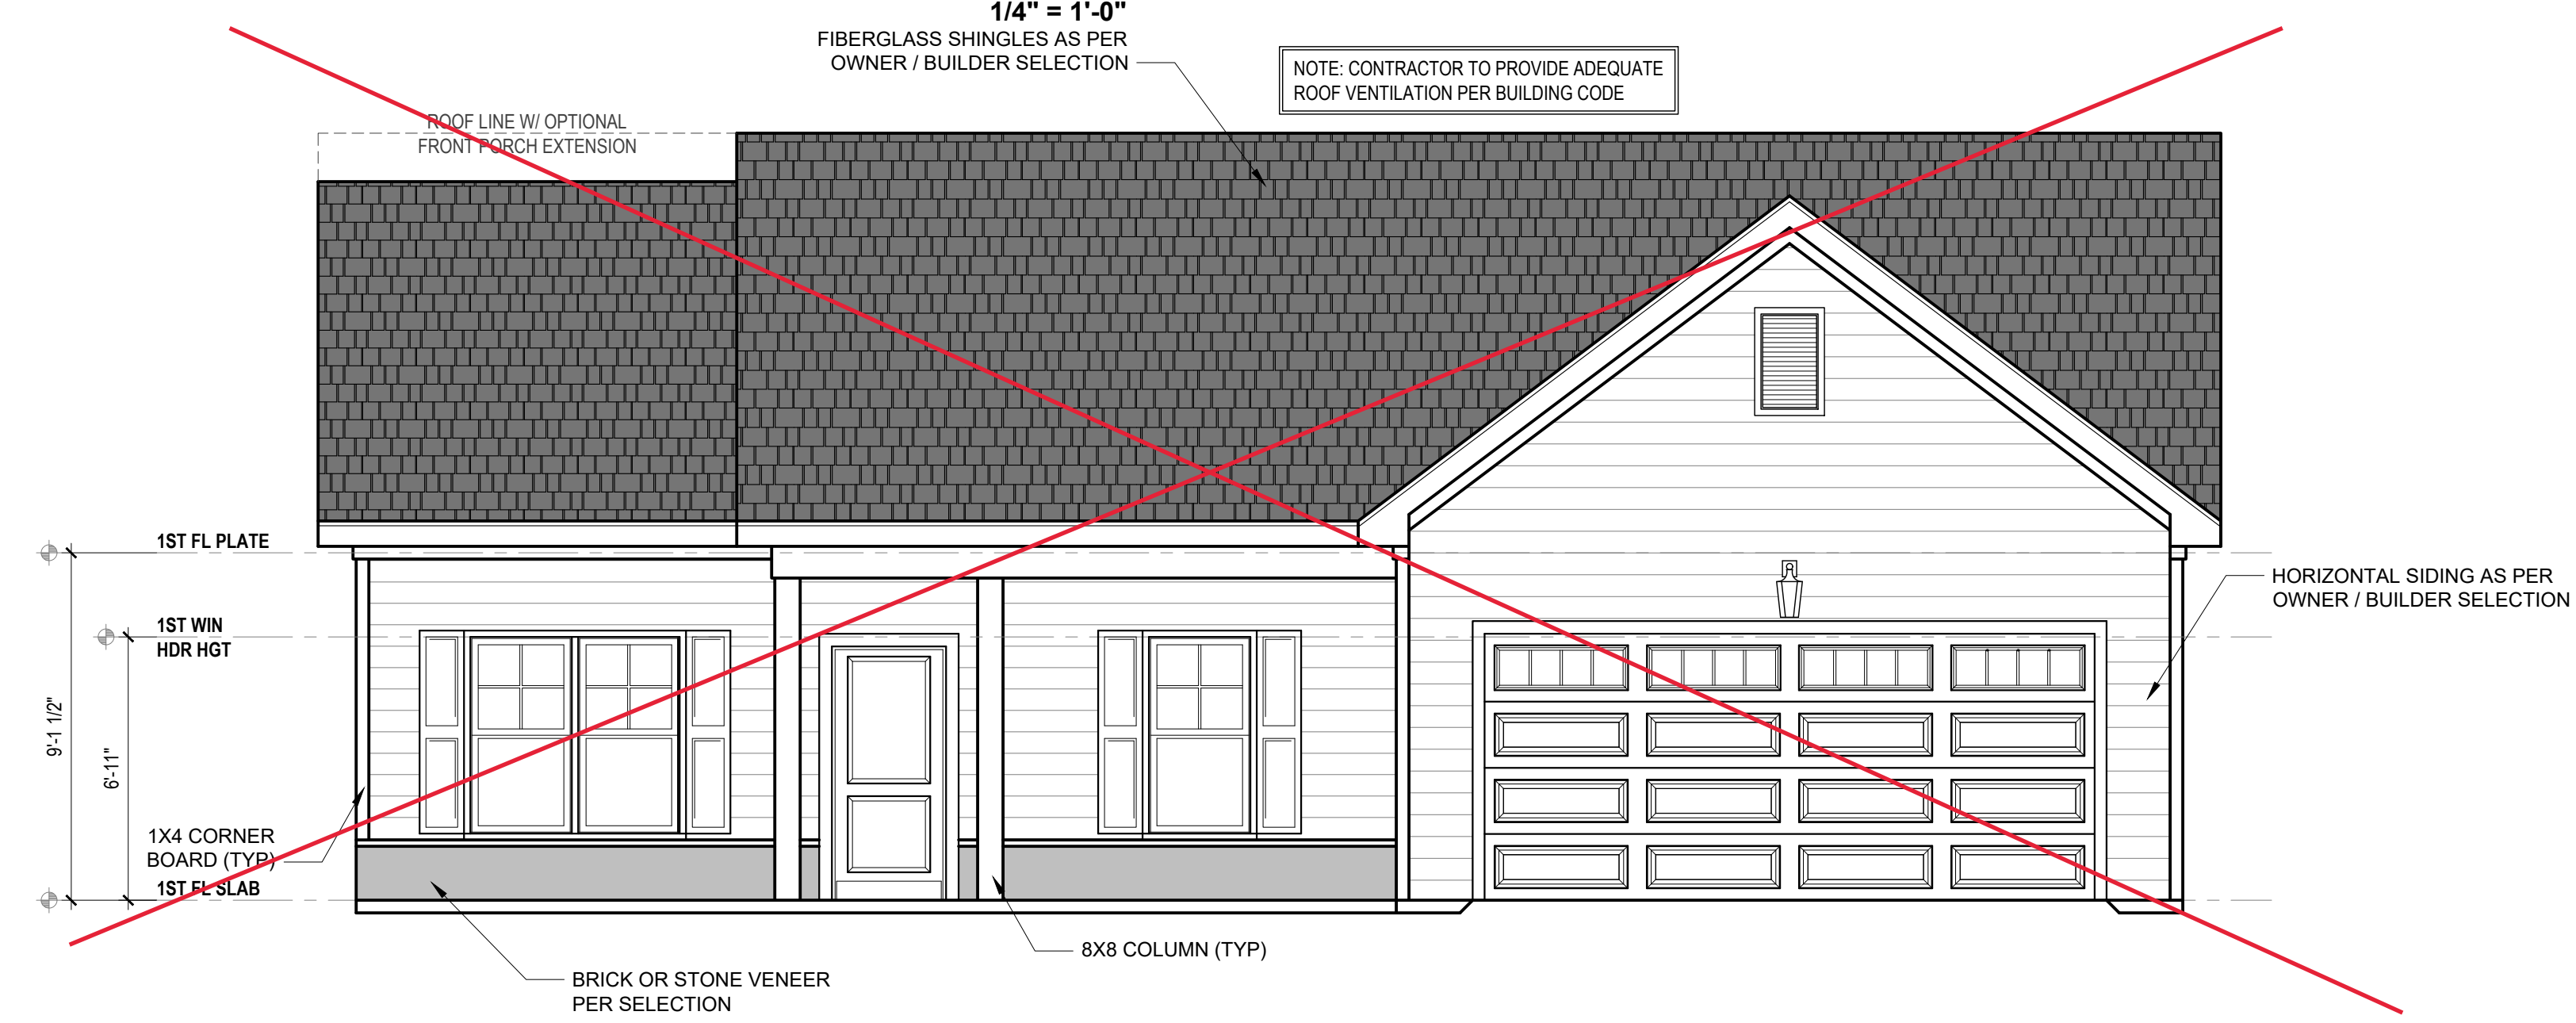 1/4" = 1'-0"
FIBERGLASS SHINGLES AS PER
OWNER / BUILDER SELECTION
NOTE: CONTRACTOR TO PROVIDE ADEQUATE
ROOF VENTILATION PER BUILDING CODE
ROOF LINE W/ OPTIONAL
FRONT PORCH EXTENSION
1ST FL PLATE
HORIZONTAL SIDING AS PER
OWNER / BUILDER SELECTION
1ST WIN
HDR HGT
9'-1 1/2"
6'-11"
1X4 CORNER
BOARD (TYP)
1ST FL SLAB
8X8 COLUMN (TYP)
BRICK OR STONE VENEER
PER SELECTION